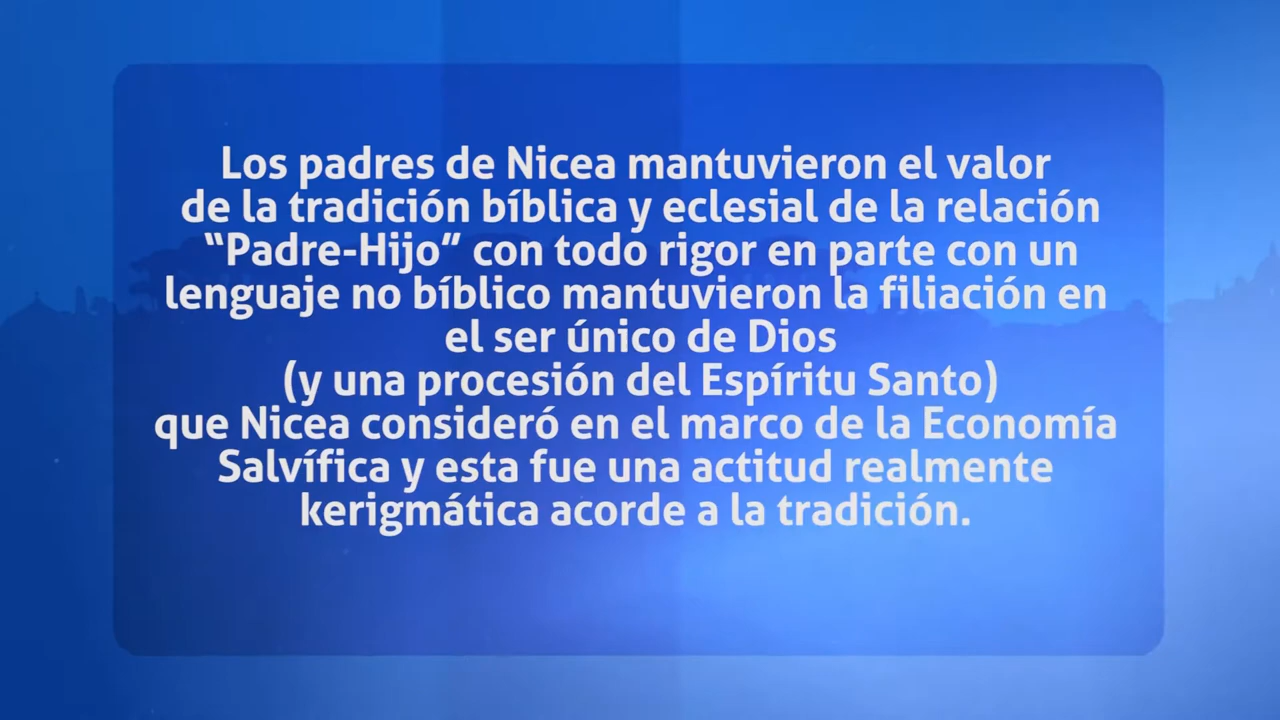 Los padres de Nicea mantuvieron el valor
de la tradición bíblica y eclesial de la relación
“Padre-Hijo” con todo rigor en parte con un
lenguaje no bíblico mantuvieron la filiación en
el ser único de Dios
(y una procesión del Espíritu Santo)
que Nicea consideró en el marco de la Economía
Salvífica y esta fue una actitud realmente
kerigmática acorde a la tradición.